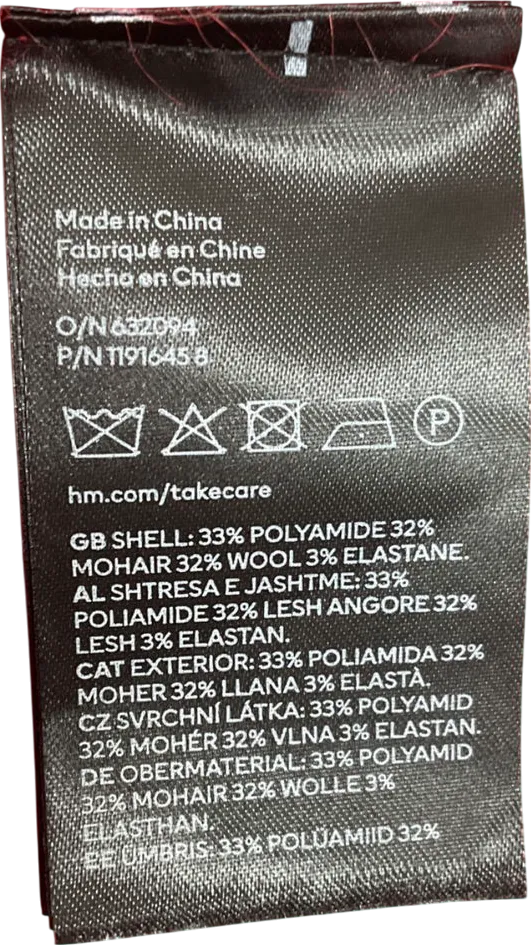 Made in China
Fabriqué en Chine
Hecho en China
O/N 632094
P/N 1191645 8
P
hm.com/takecare
GB SHELL: 33% POLYAMIDE 32%
MOHAIR 32% WOOL 3% ELASTANE.
AL SHTRESA E JASHTME: 33%
POLIAMIDE 32% LESH ANGORE 32%
LESH 3% ELASTAN.
CAT EXTERIOR: 33% POLIAMIDA 32%
MOHER 32% LLANA 3% ELASTÀ.
CZ SVRCHNÍ LÁTKA: 33% POLYAMID
32% MOHÉR 32% VLNA 3% ELASTAN.
DE OBERMATERIAL: 33% POLYAMID
32% MOHAIR 32% WOLLE 3%
ELASTHAN.
EE ÜMBRIS: 33% POLÜAMIID 32%